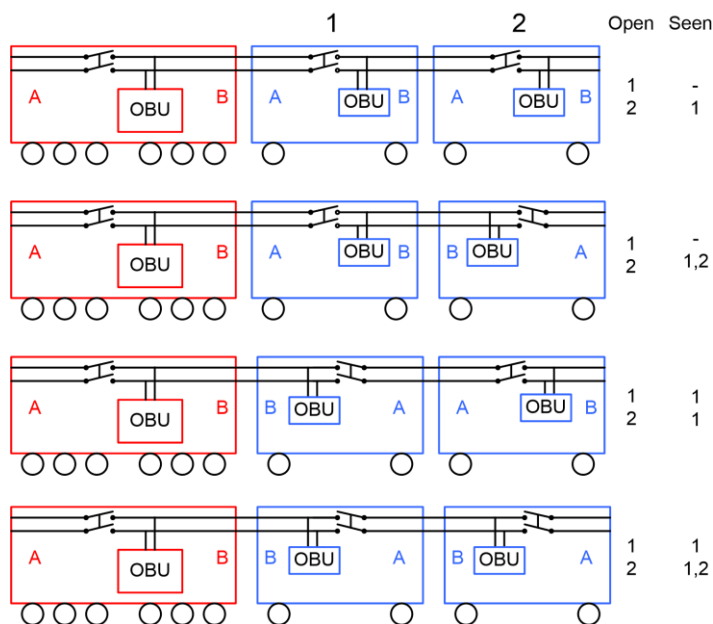 1 2 Open Seen
A OBU B A OBU B A OBU B 1 -
2 1
A OBU B A OBU B B OBU A 1 -
2 1,2
A OBU B B OBU A A OBU B 1 1
2 1
A OBU B B OBU A B OBU A 1 1
2 1,2